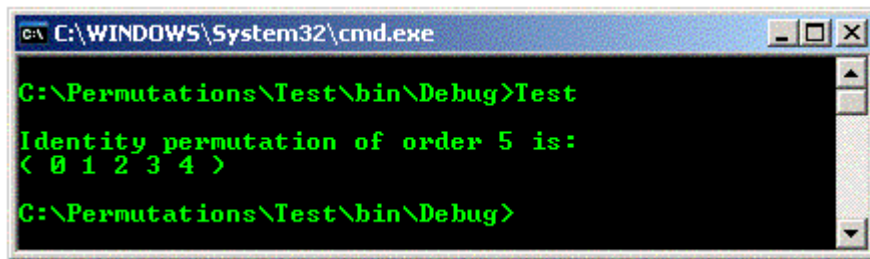 C:\WINDOWS\System32\cmd.exe
C:\Permutations\Test\bin\Debug>Test
Identity permutation of order 5 is:
( 0 1 2 3 4 )
C:\Permutations\Test\bin\Debug>